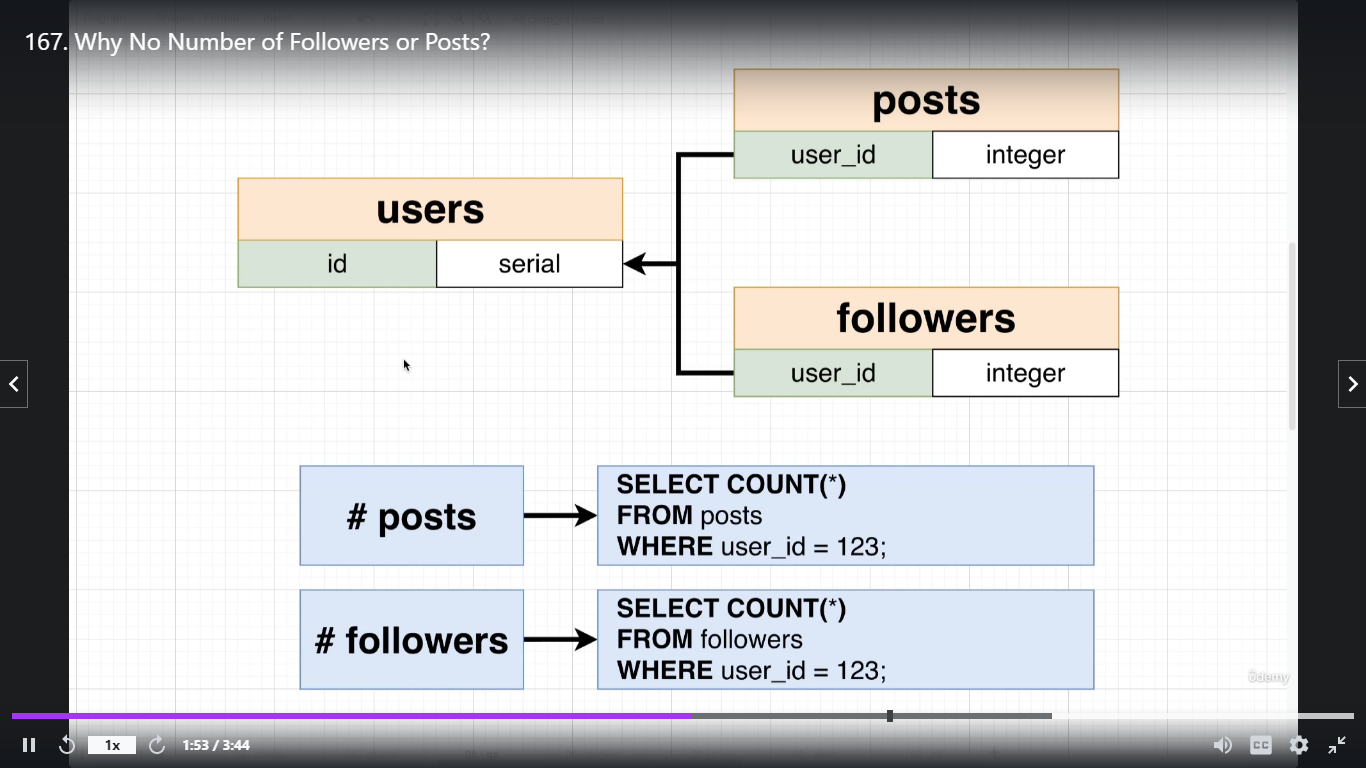 167. Why No Number of Followers or Posts?
posts
user_id integer
users
id serial
followers
user_id integer
# posts
SELECT COUNT(*)
FROM posts
WHERE user_id = 123;
# followers
SELECT COUNT(*)
FROM followers
WHERE user_id = 123;
ûdemy
1x 1:53 / 3:44 CC